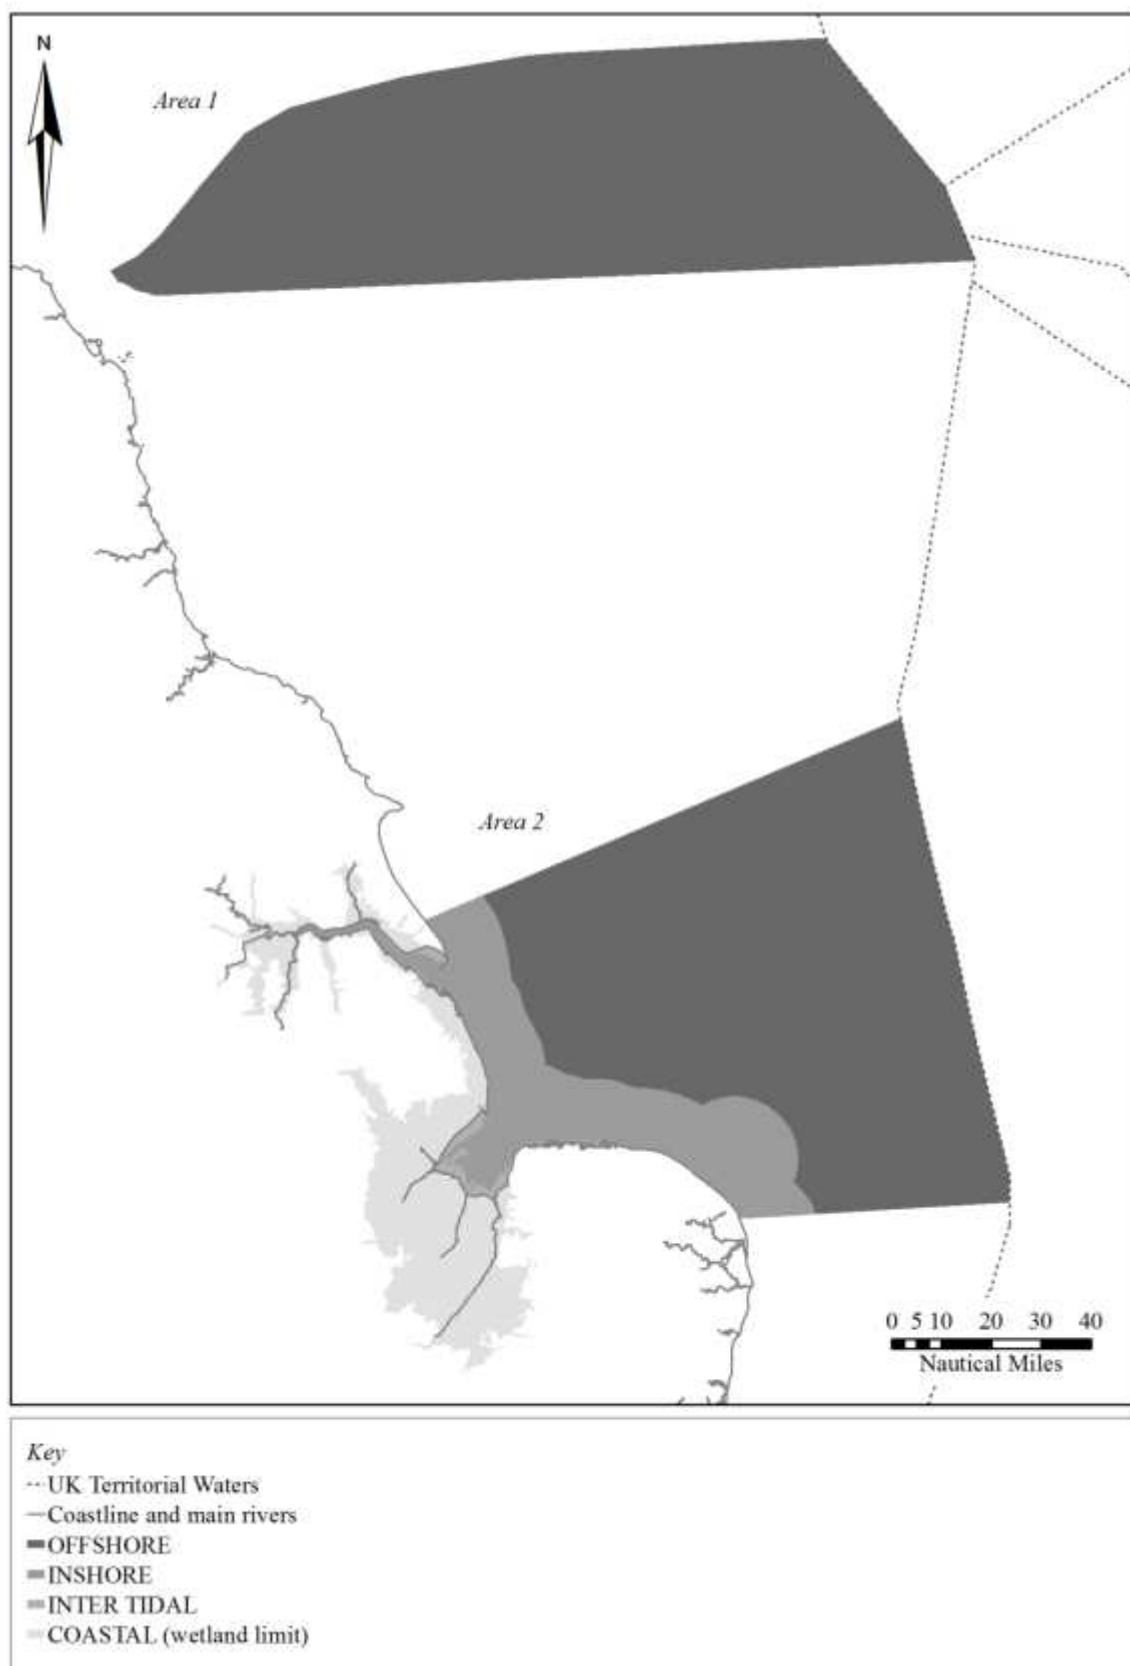 N
Area 1
Area 2
0 5 10 20 30 40
Nautical Miles
Key
UK Territorial Waters
Coastline and main rivers
OFFSHORE
INSHORE
INTER TIDAL
COASTAL (wetland limit)